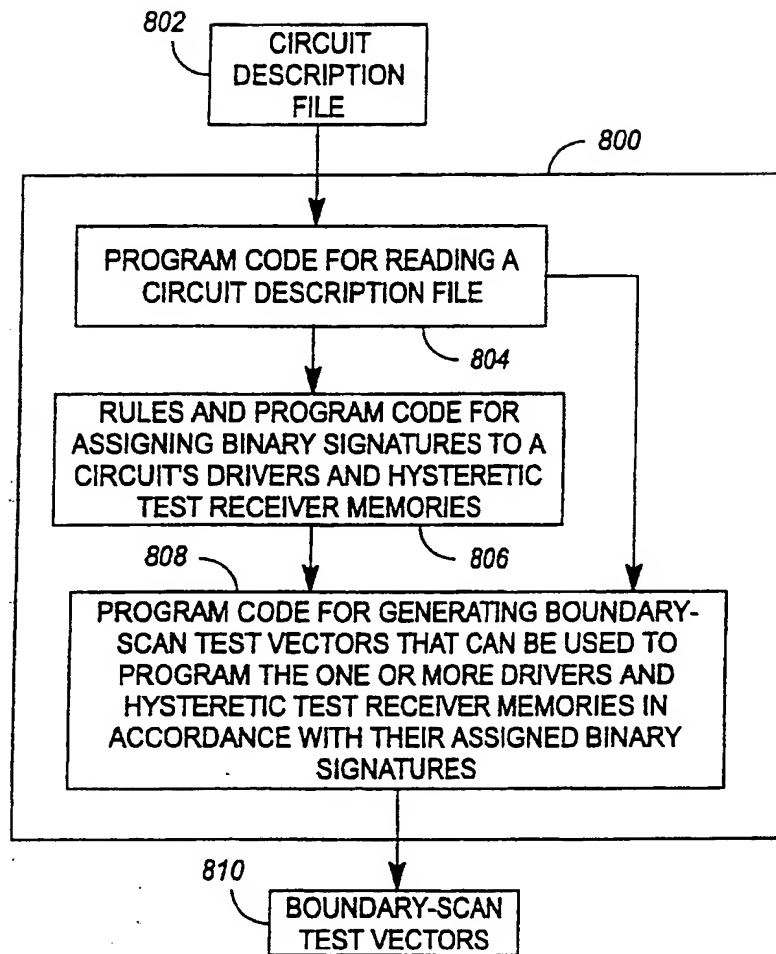 802
CIRCUIT
DESCRIPTION
FILE
800
PROGRAM CODE FOR READING A
CIRCUIT DESCRIPTION FILE
804
RULES AND PROGRAM CODE FOR
ASSIGNING BINARY SIGNATURES TO A
CIRCUIT'S DRIVERS AND HYSTERETIC
TEST RECEIVER MEMORIES
808
806
PROGRAM CODE FOR GENERATING BOUNDARY-
SCAN TEST VECTORS THAT CAN BE USED TO
PROGRAM THE ONE OR MORE DRIVERS AND
HYSTERETIC TEST RECEIVER MEMORIES IN
ACCORDANCE WITH THEIR ASSIGNED BINARY
SIGNATURES
810
BOUNDARY-SCAN
TEST VECTORS